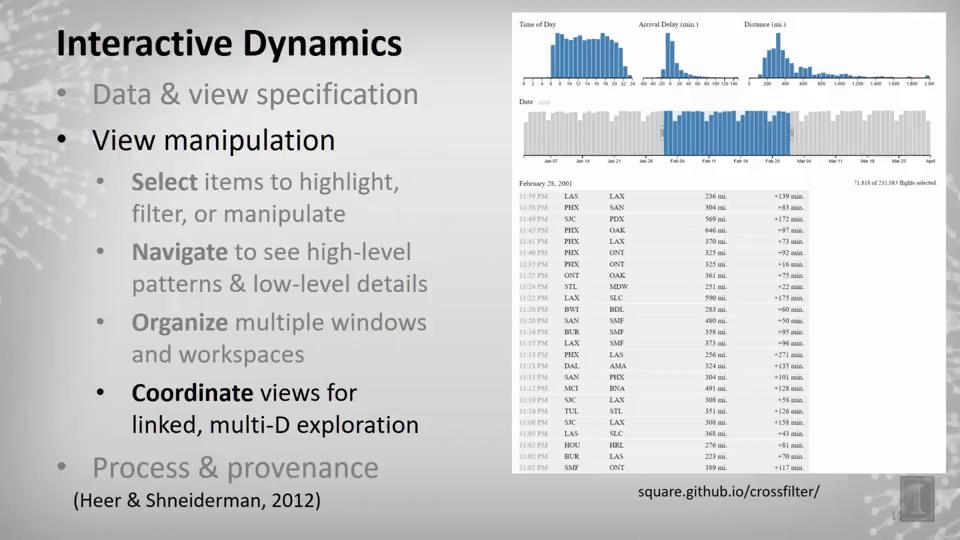 Interactive Dynamics
• Data & view specification
• View manipulation
• Select items to highlight,
filter, or manipulate
• Navigate to see high-level
patterns & low-level details
• Organize multiple windows
and workspaces
• Coordinate views for
linked, multi-D exploration
• Process & provenance
(Heer & Shneiderman, 2012)
Time of Day Arrival Delay (min.) Distance (mi.)
0 2 4 6 8 10 12 14 16 18 20 22 24
0 200 400 600 800 1,000 1,200 1,400 1,600 1,800
Date
Jan 07 Jan 14 Jan 21 Jan 28 Feb 04 Feb 11 Feb 18 Feb 25 Mar 04 Mar 11 Mar 18 Mar 25 April
February 28, 2001 71,818 of 231,083 flights selected.
11:59 PM LAS LAX 236 mi. +139 min.
11:58 PM PHX SAN 304 mi. +83 min.
11:49 PM SJC PDX 569 mi. +172 min.
11:42 PM PHX OAK 646 mi. +97 min.
11:41 PM PHX LAX 370 mi. +73 min.
11:40 PM PHX ONT 325 mi. +92 min.
11:35 PM PHX ONT 325 mi. +16 min.
11:25 PM ONT OAK 361 mi. +75 min.
11:24 PM STL MDW 251 mi. +22 min.
11:22 PM LAX SLC 590 mi. +175 min.
11:20 PM BWI BDL 283 mi. +60 min.
11:20 PM SAN SMF 480 mi. +50 min.
11:16 PM BUR SMF 358 mi. +95 min.
11:15 PM LAX SMF 373 mi. +96 min.
11:13 PM PHX LAS 256 mi. +271 min.
11:13 PM DAL AMA 324 mi. +135 min.
11:13 PM SAN PHX 304 mi. +101 min.
11:12 PM MCI BNA 491 mi. +128 min.
11:10 PM SJC LAX 308 mi. +58 min.
11:10 PM TUL STL 351 mi. +126 min.
11:08 PM SJC LAX 308 mi. +158 min.
11:05 PM LAS SLC 368 mi. +43 min.
11:02 PM HOU HRL 276 mi. +81 min.
11:02 PM BUR LAS 223 mi. +70 min.
11:02 PM SMF ONT 389 mi. +117 min.
square.github.io/crossfilter/